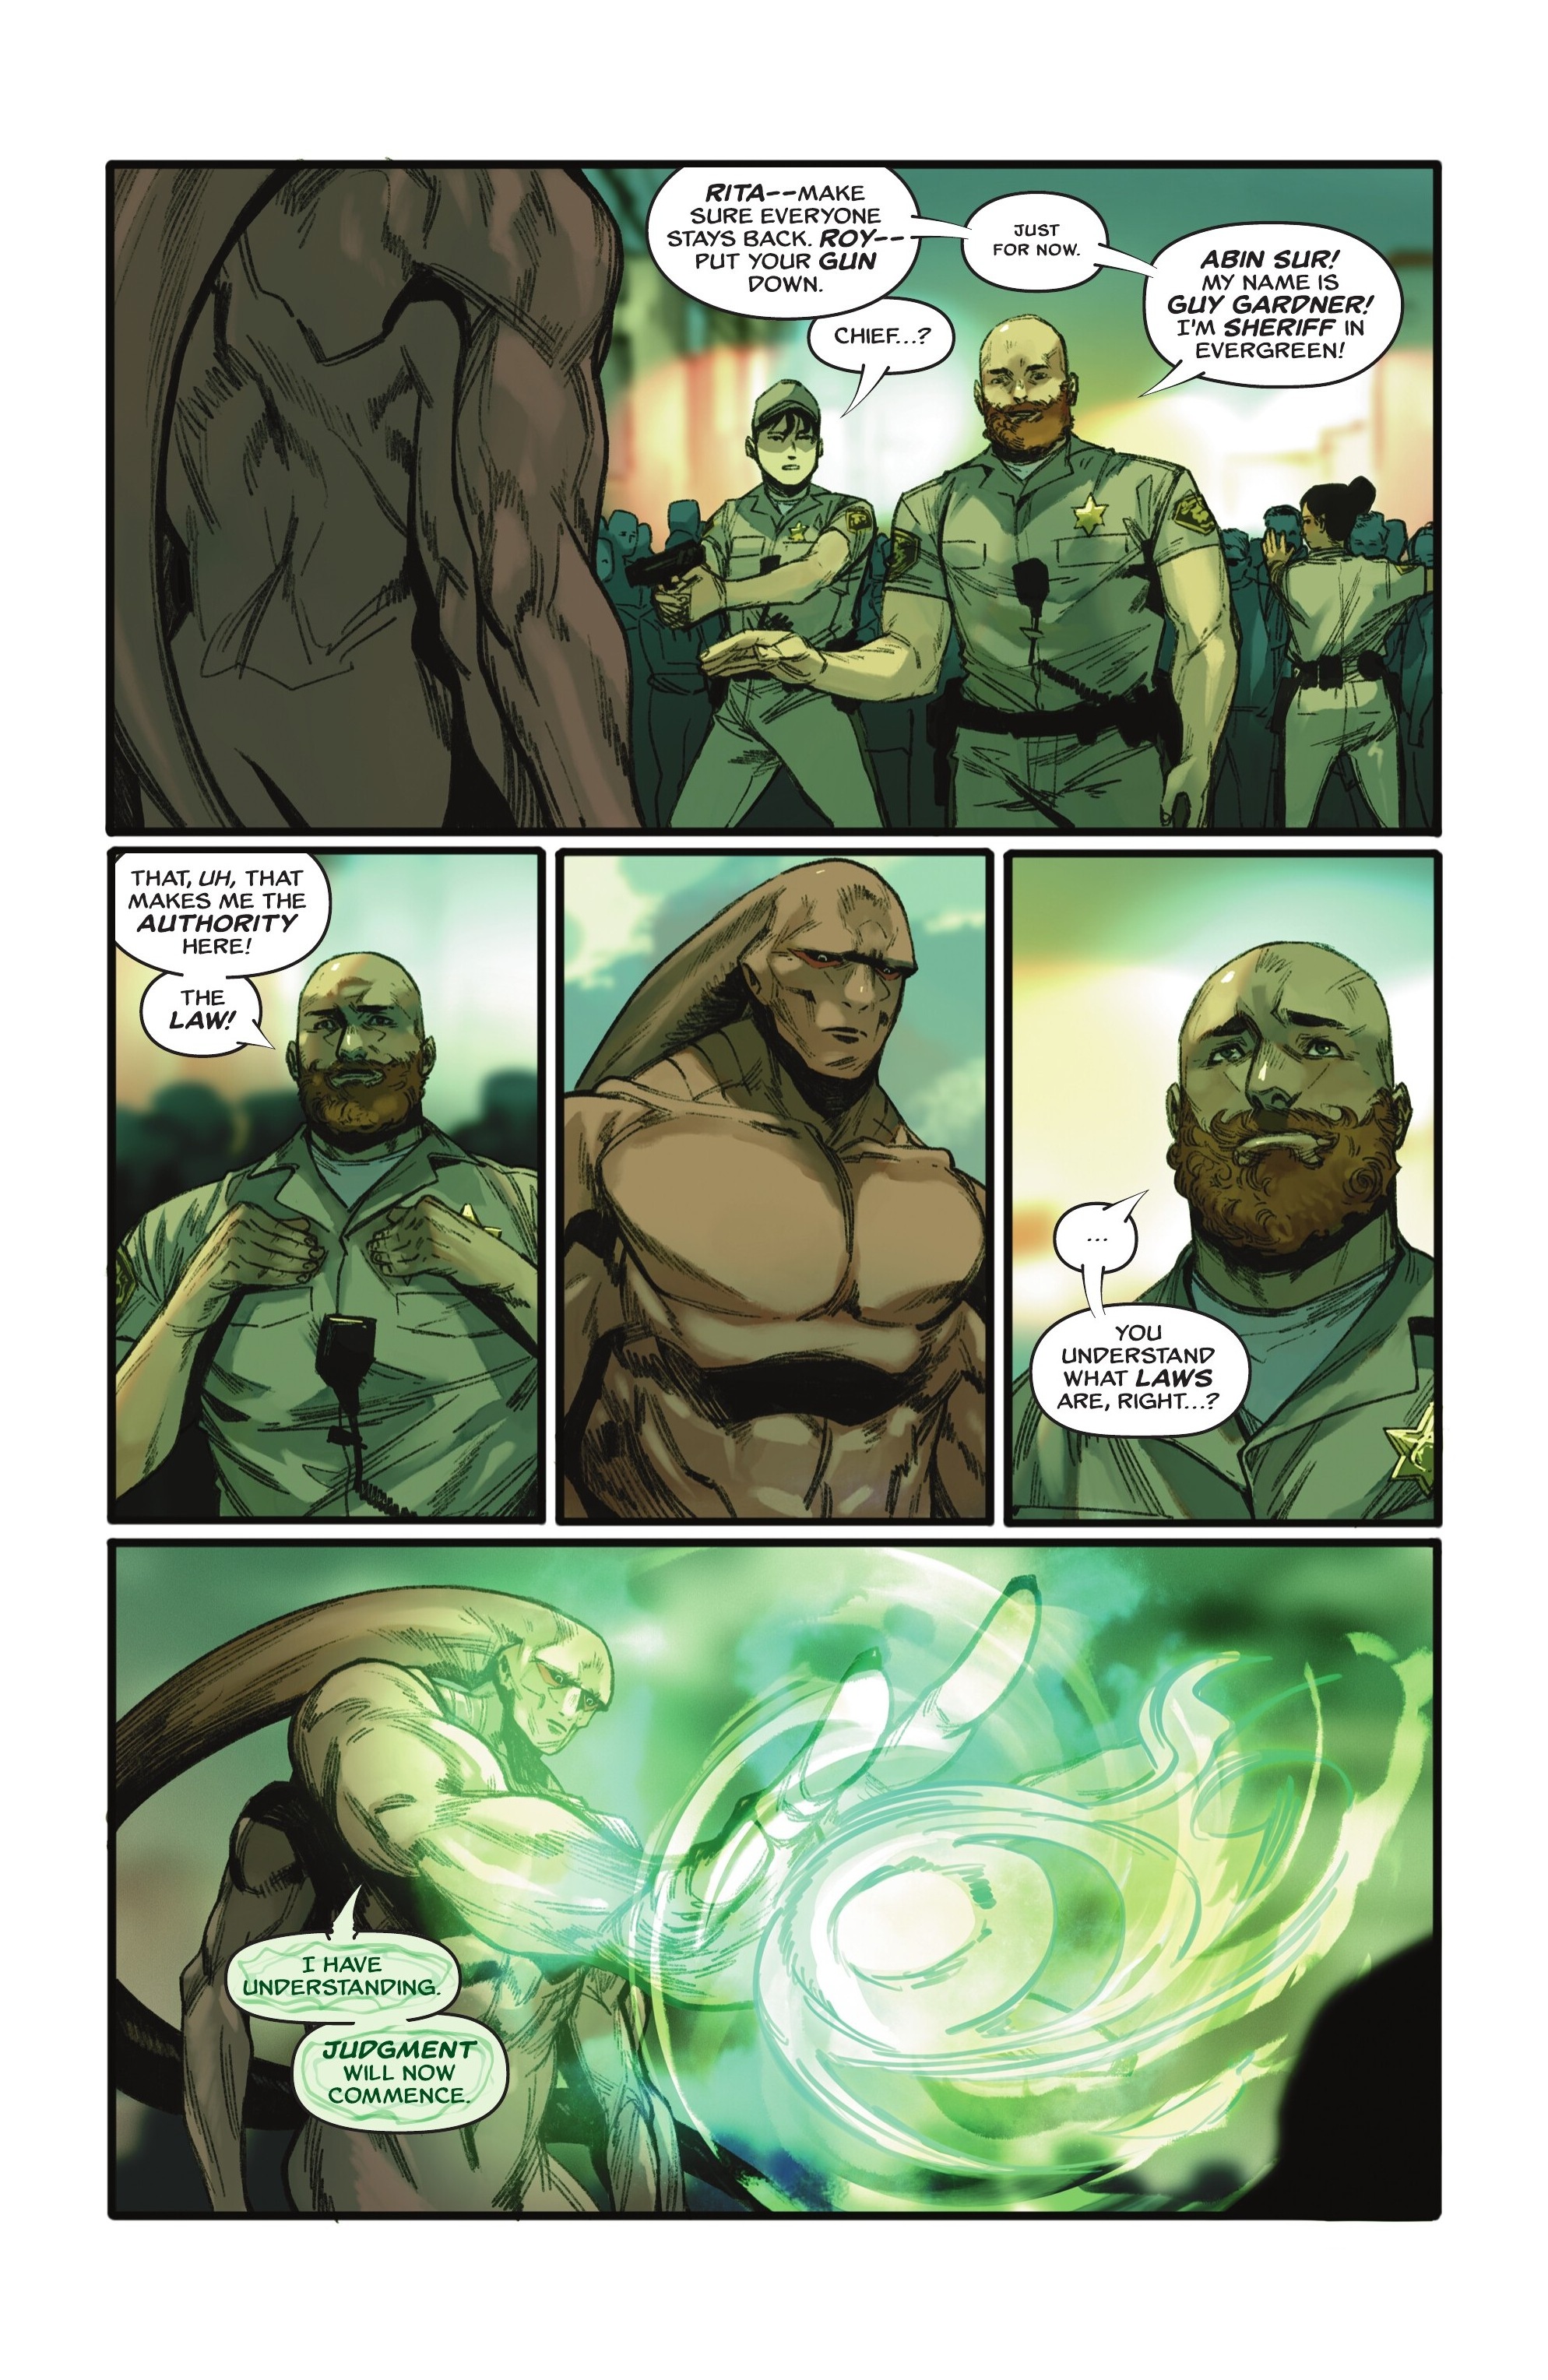 RITA--MAKE
SURE EVERYONE
STAYS BACK. ROY--
PUT YOUR GUN
DOWN.
JUST
FOR NOW.
ABIN SUR!
MY NAME IS
GUY GARDNER!
I'M SHERIFF IN
EVERGREEN!
CHIEF...?
THAT, UH, THAT
MAKES ME THE
AUTHORITY
HERE!
THE
LAW!
...
YOU
UNDERSTAND
WHAT LAWS
ARE, RIGHT...?
I HAVE
UNDERSTANDING.
JUDGMENT
WILL NOW
COMMENCE.